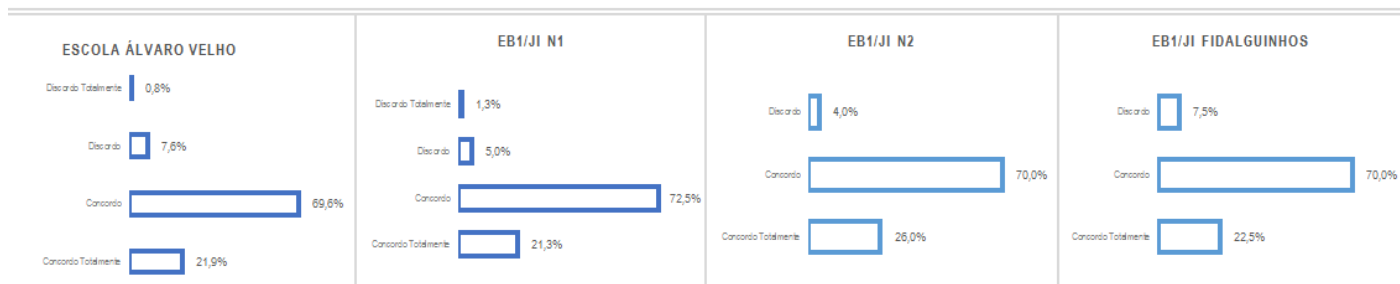 ESCOLA ÁLVARO VELHO
Discordo Totalmente 0,8%
Discordo 7,6%
Concordo 69,6%
Concordo Totalmente 21,9%
EB1/JI N1
Discordo Totalmente 1,3%
Discordo 5,0%
Concordo 72,5%
Concordo Totalmente 21,3%
EB1/JI N2
Discordo 4,0%
Concordo 70,0%
Concordo Totalmente 26,0%
EB1/JI FIDALGUINHOS
Discordo 7,5%
Concordo 70,0%
Concordo Totalmente 22,5%